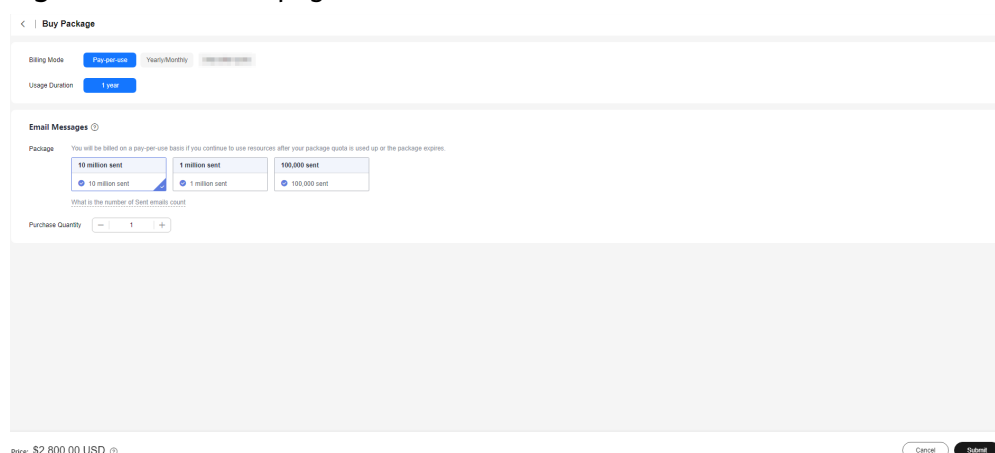 Buy Package
Billing Mode Pay-per-use Yearly/Monthly
Usage Duration 1 year
Email Messages
Package You will be billed on a pay-per-use basis if you continue to use resources after your package quota is used up or the package expires.
10 million sent 1 million sent 100,000 sent
10 million sent 1 million sent 100,000 sent
What is the number of Sent emails count
Purchase Quantity − 1 +
Price: $2,800.00 USD Cancel Submit